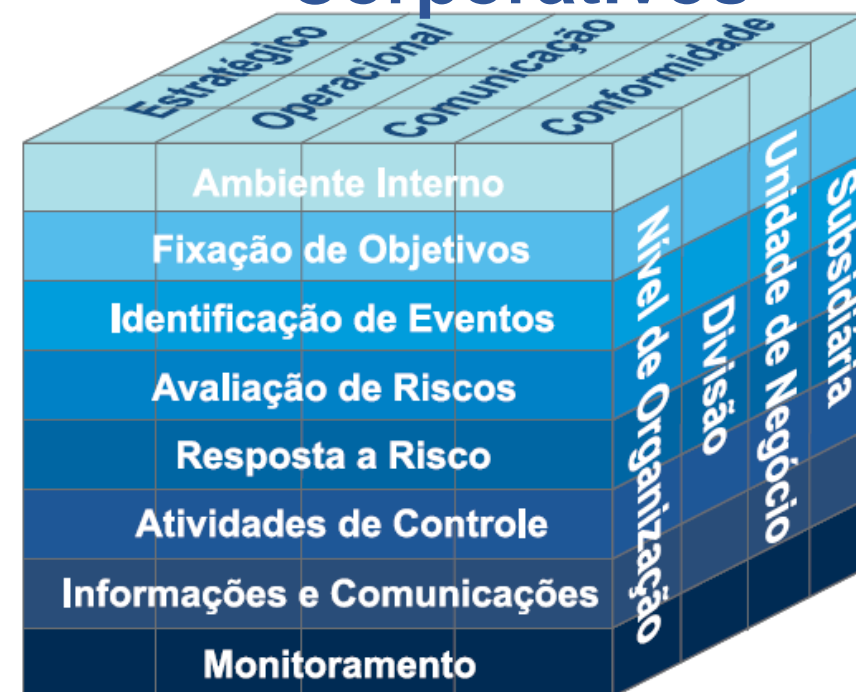 Corporativos
Estratégico
Operacional
Comunicação
Conformidade
Ambiente Interno
Fixação de Objetivos
Identificação de Eventos
Avaliação de Riscos
Resposta a Risco
Atividades de Controle
Informações e Comunicações
Monitoramento
Nível de Organização
Divisão
Unidade de Negócio
Subsidiária